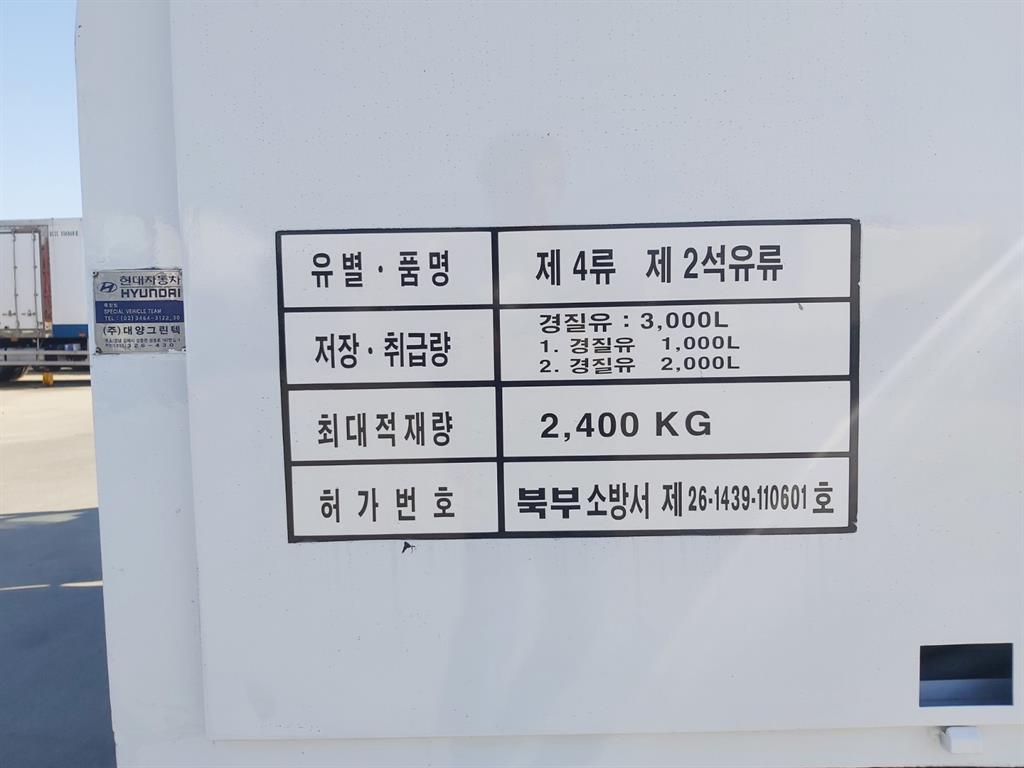 현대자동차
HYUNDAI
SPECIAL VEHICLE TEAM
(주)대양그린텍
유별·품명 제4류 제2석유류
저장·취급량 경질유 : 3,000L
1. 경질유 1,000L
2. 경질유 2,000L
최대적재량 2,400 KG
허가번호 북부소방서 제26-1439-110601호